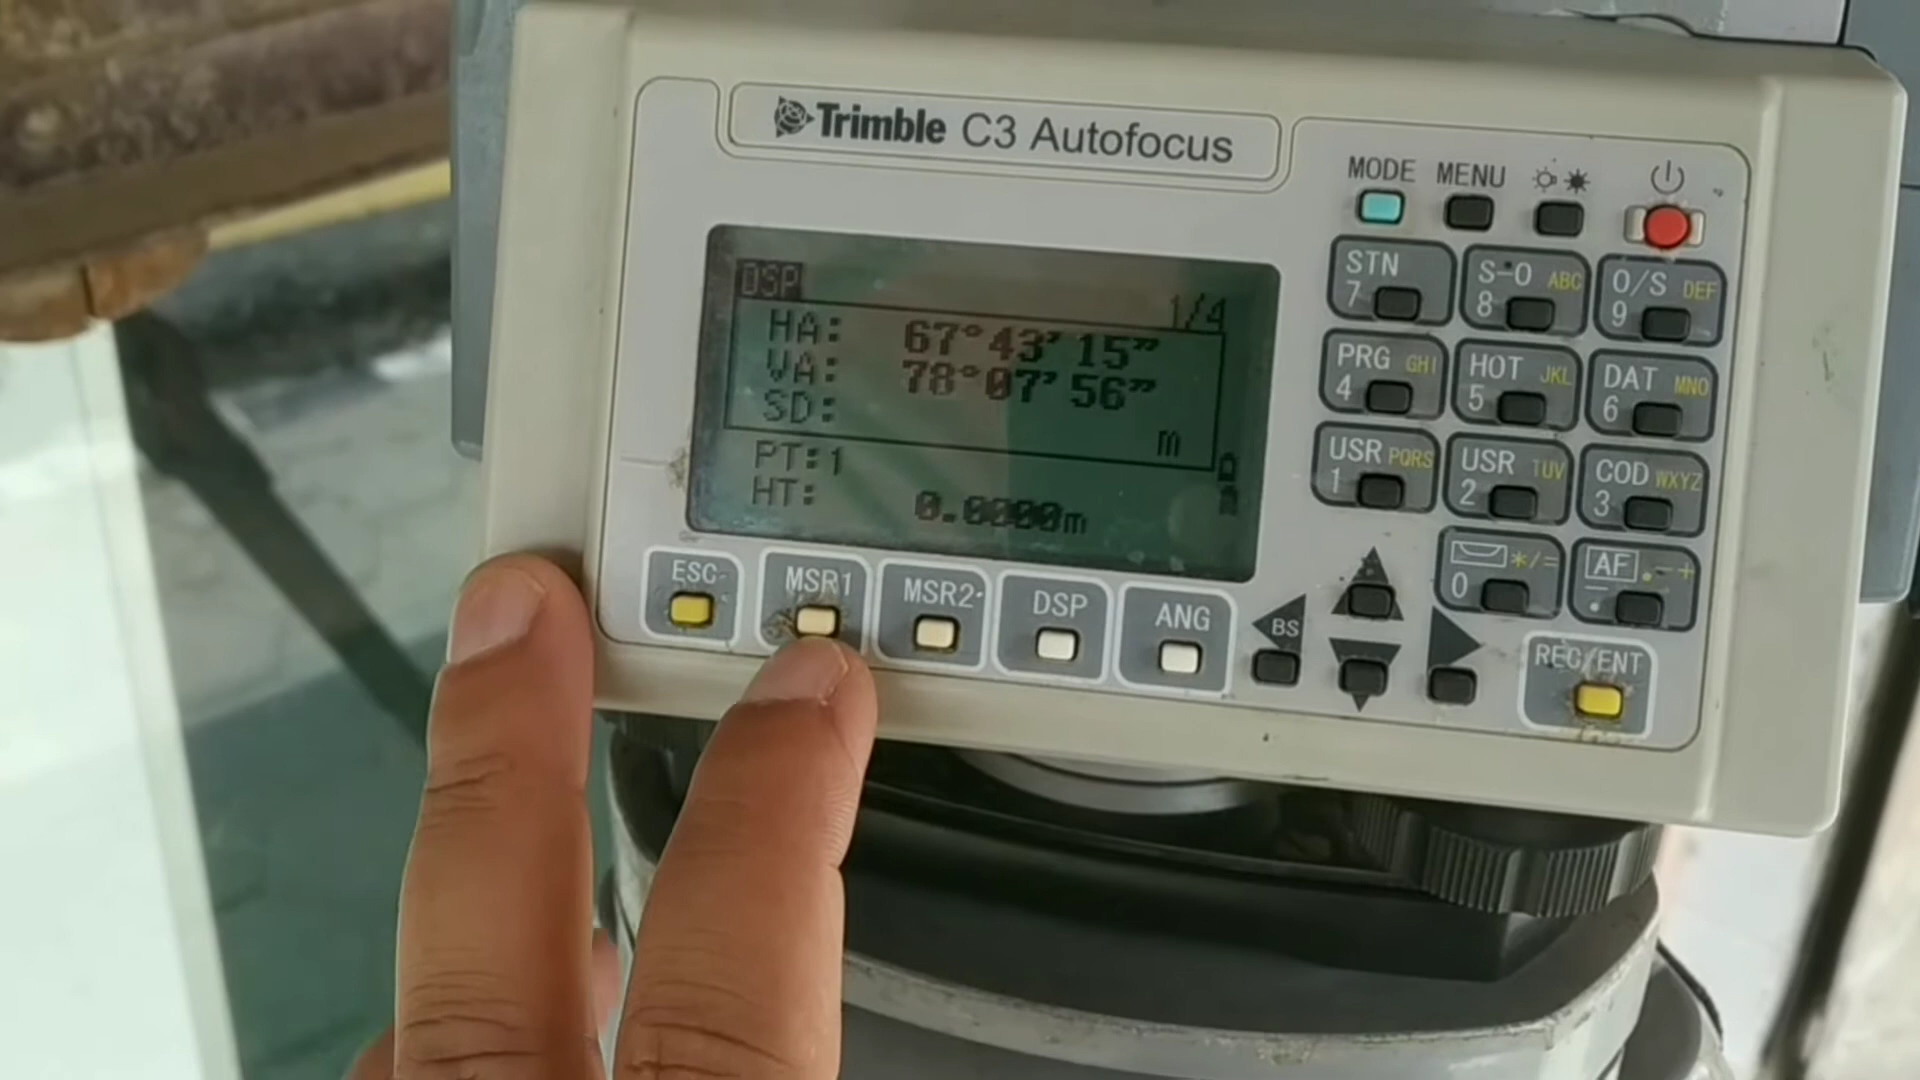 Trimble C3 Autofocus
MODE MENU
DSP
1/4
HA: 67°43'15"
VA: 78°07'56"
SD: m
PT:1
HT: 0.0000m
STN
7
S-O ABC
8
O/S DEF
9
PRG GHI
4
HOT JKL
5
DAT MNO
6
USR PQRS
1
USR TUV
2
COD WXYZ
3
*/=
0
AF .-+
.
ESC
MSR1
MSR2
DSP
ANG
BS
REC/ENT